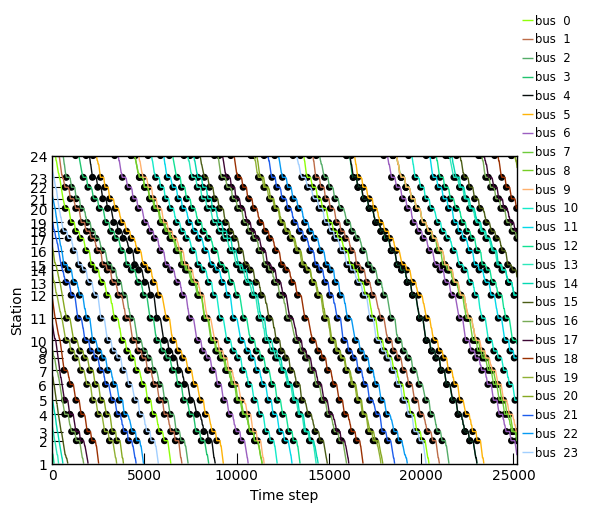 bus 0
bus 1
bus 2
bus 3
bus 4
bus 5
bus 6
bus 7
bus 8
bus 9
bus 10
bus 11
bus 12
bus 13
bus 14
bus 15
bus 16
bus 17
bus 18
bus 19
bus 20
bus 21
bus 22
bus 23
24
23
22
21
20
19
18
17
16
15
14
13
12
11
10
9
8
7
6
5
4
3
2
1
Station
0 5000 10000 15000 20000 25000
Time step